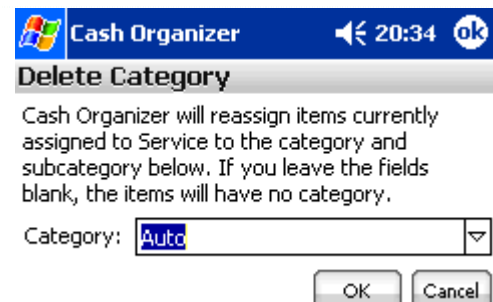 Cash Organizer 20:34 ok
Delete Category
Cash Organizer will reassign items currently
assigned to Service to the category and
subcategory below. If you leave the fields
blank, the items will have no category.
Category: Auto
OK Cancel